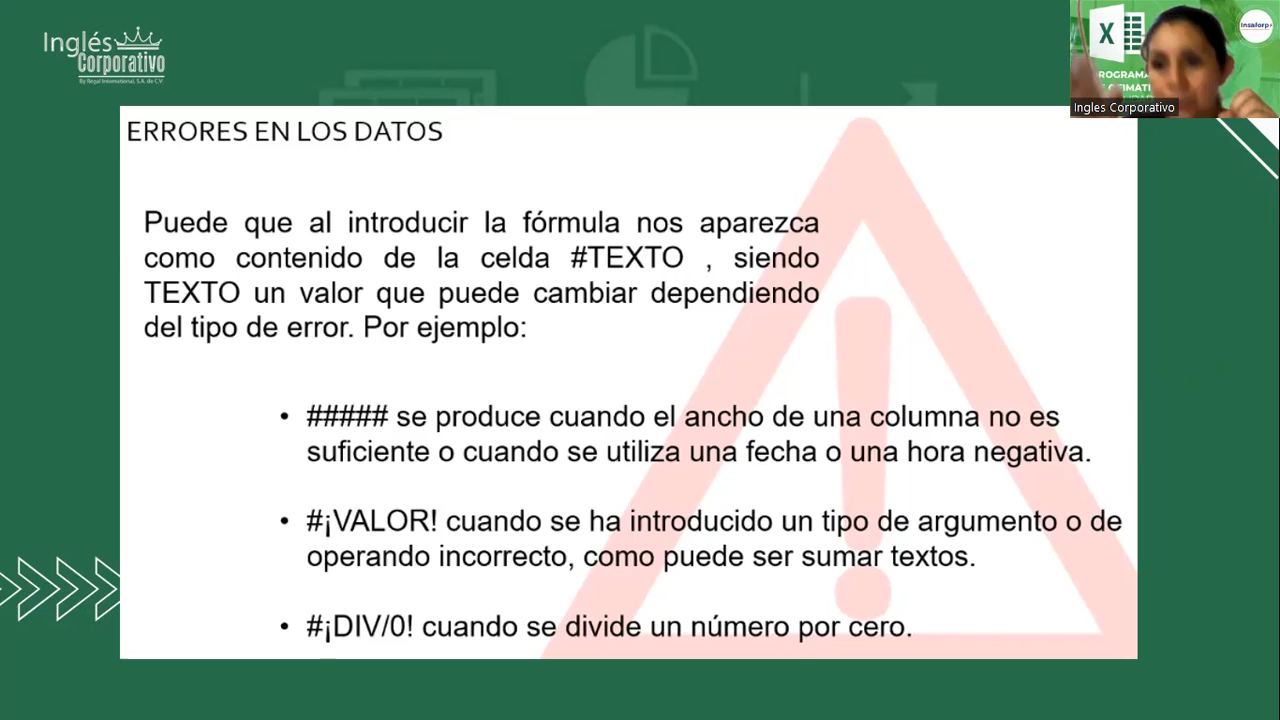 Inglés
Corporativo
By Regal International, S.A. de C.V.
X
Insaforp
PROGRAMA
Ingles Corporativo
ERRORES EN LOS DATOS
Puede que al introducir la fórmula nos aparezca
como contenido de la celda #TEXTO , siendo
TEXTO un valor que puede cambiar dependiendo
del tipo de error. Por ejemplo:
• ##### se produce cuando el ancho de una columna no es
suficiente o cuando se utiliza una fecha o una hora negativa.
• #¡VALOR! cuando se ha introducido un tipo de argumento o de
operando incorrecto, como puede ser sumar textos.
• #¡DIV/0! cuando se divide un número por cero.